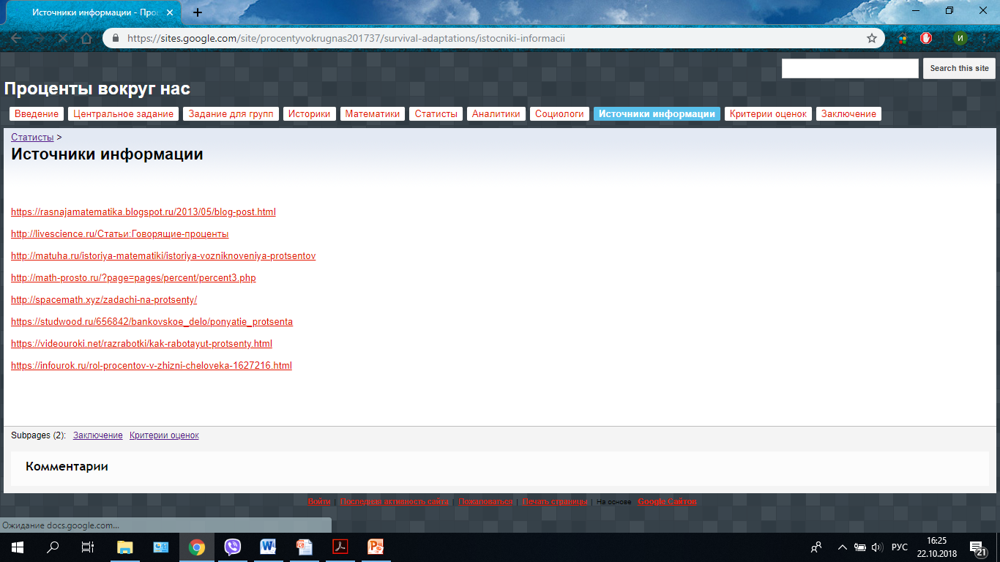 Источники информации - Про
https://sites.google.com/site/procentyvokrugnas201737/survival-adaptations/istocniki-informacii
И
Search this site
Проценты вокруг нас
Введение Центральное задание Задание для групп Историки Математики Статисты Аналитики Социологи Источники информации Критерии оценок Заключение
Статисты >
Источники информации
https://rasnajamatematika.blogspot.ru/2013/05/blog-post.html
http://livescience.ru/Статьи:Говорящие-проценты
http://matuha.ru/istoriya-matematiki/istoriya-vozniknoveniya-protsentov
http://math-prosto.ru/?page=pages/percent/percent3.php
http://spacemath.xyz/zadachi-na-protsenty/
https://studwood.ru/656842/bankovskoe_delo/ponyatie_protsenta
https://videouroki.net/razrabotki/kak-rabotayut-protsenty.html
https://infourok.ru/rol-procentov-v-zhizni-cheloveka-1627216.html
Subpages (2): Заключение Критерии оценок
Комментарии
Войти | Последняя активность сайта | Пожаловаться | Печать страницы | На основе Google Сайтов
Ожидание docs.google.com...
РУС
16:25
22.10.2018
21